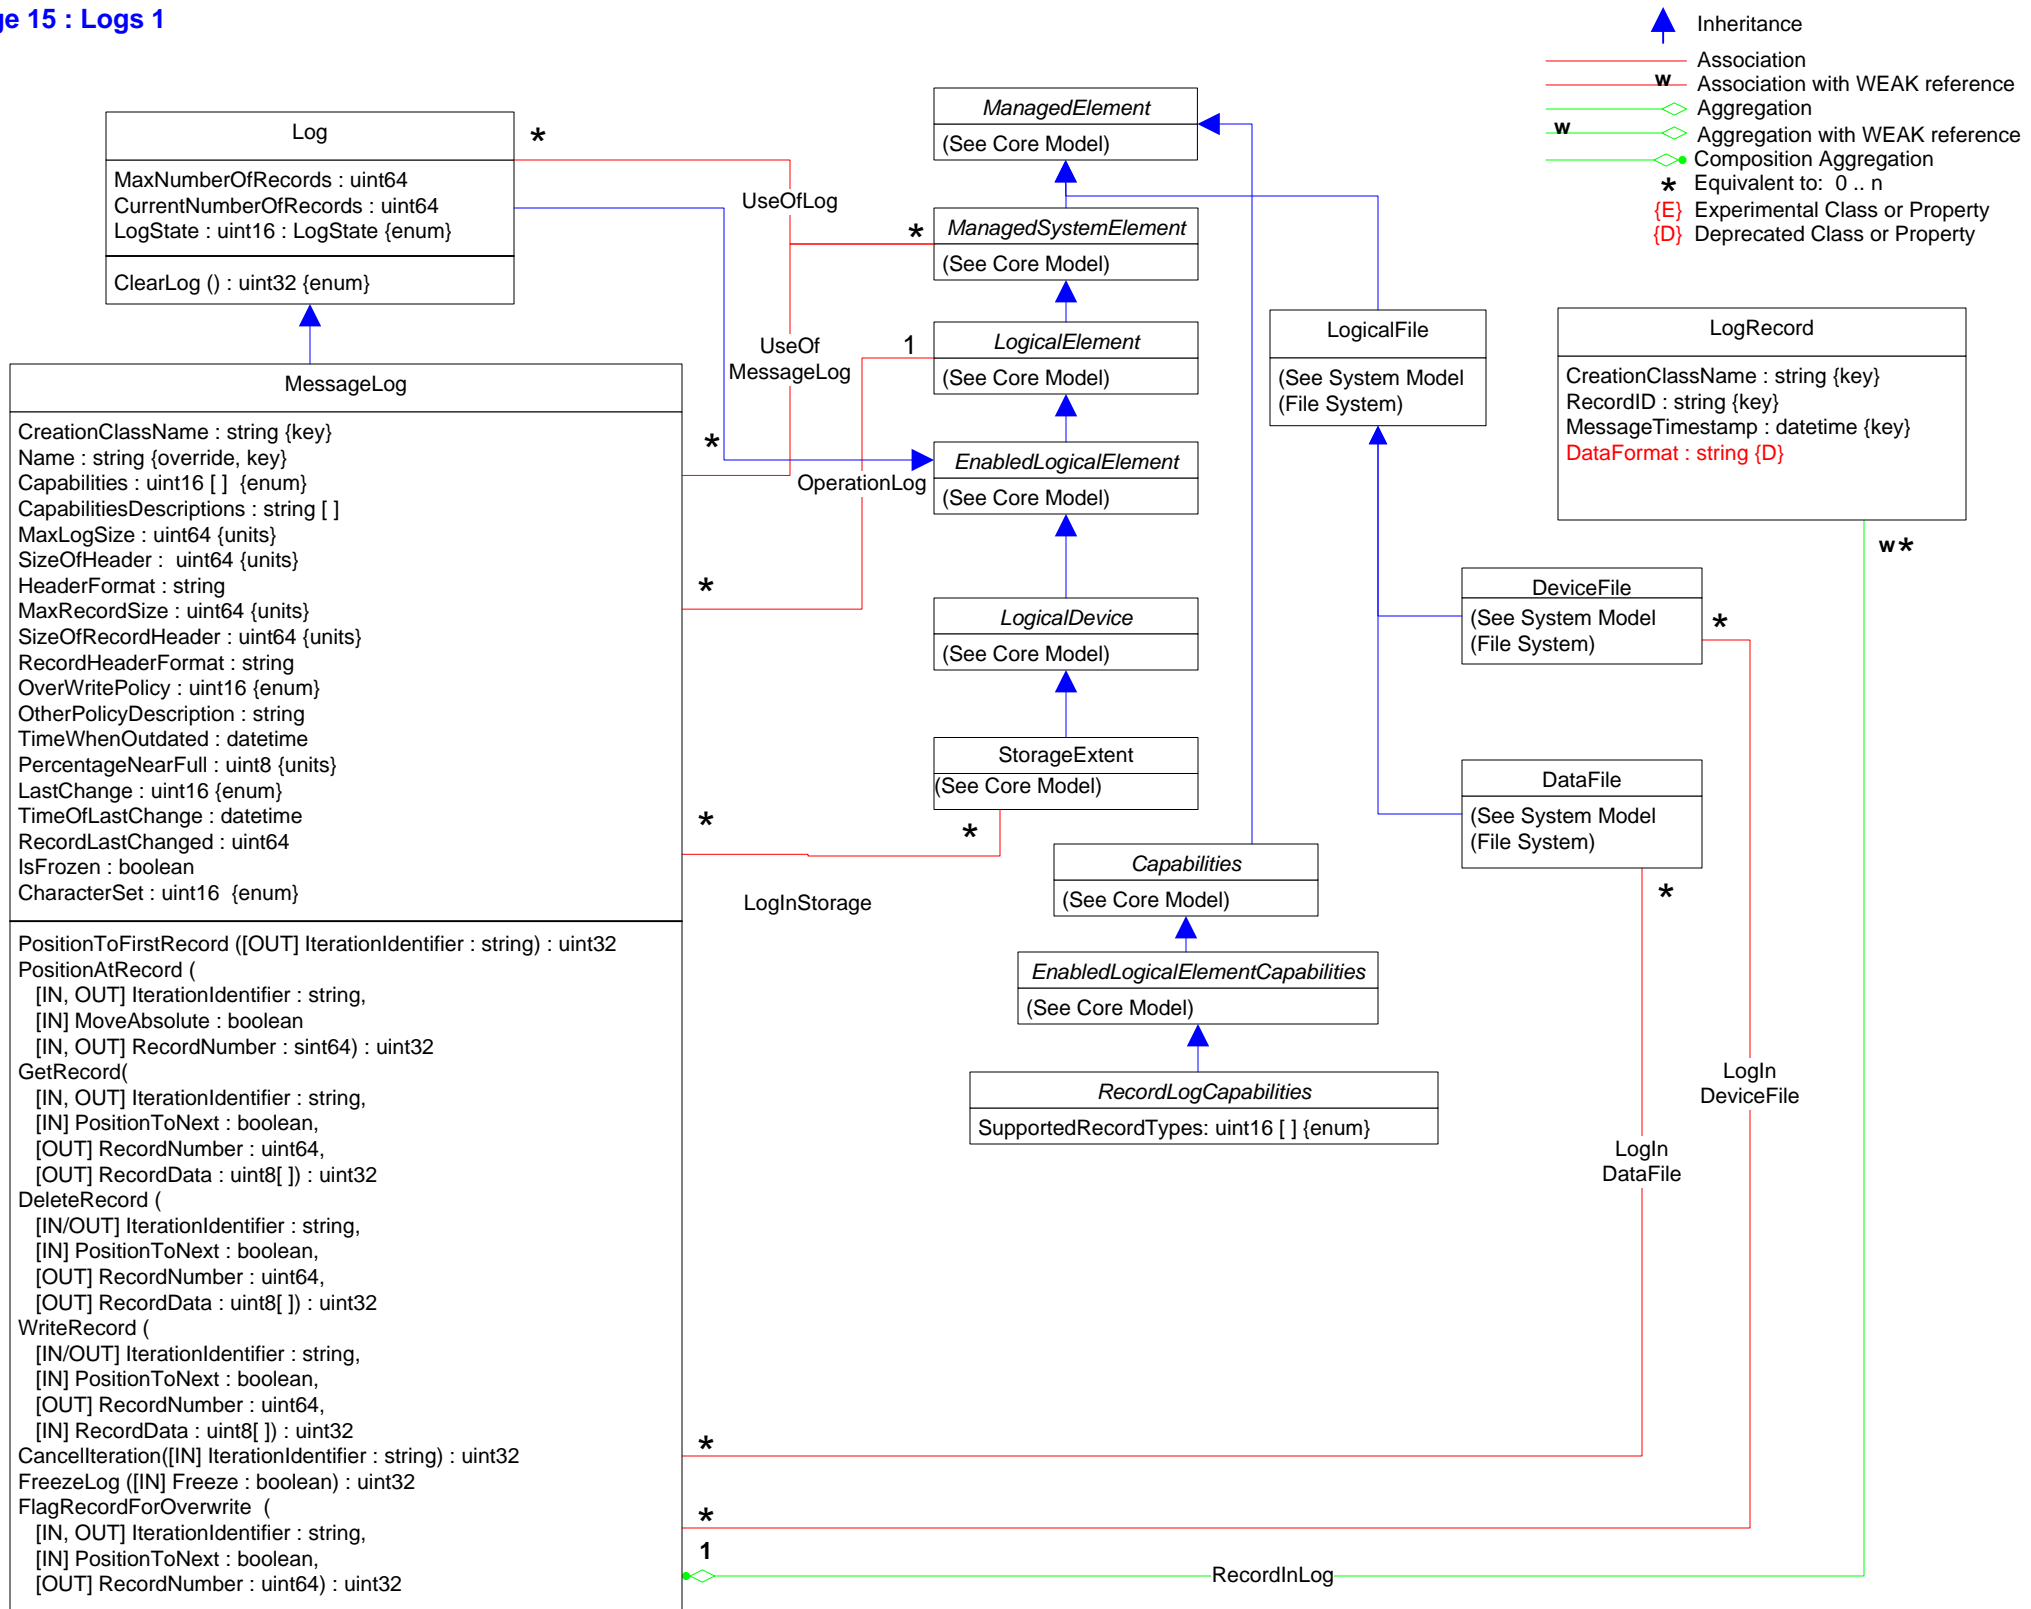 ge 15 : Logs 1
Inheritance
Association
w Association with WEAK reference
Aggregation
w Aggregation with WEAK reference
Composition Aggregation
* Equivalent to: 0 .. n
{E} Experimental Class or Property
{D} Deprecated Class or Property
Log
MaxNumberOfRecords : uint64
CurrentNumberOfRecords : uint64
LogState : uint16 : LogState {enum}
ClearLog () : uint32 {enum}
*
UseOfLog
*
UseOf
MessageLog
*
1
OperationLog
*
ManagedElement
(See Core Model)
ManagedSystemElement
(See Core Model)
LogicalElement
(See Core Model)
EnabledLogicalElement
(See Core Model)
LogicalDevice
(See Core Model)
StorageExtent
(See Core Model)
*
*
LogInStorage
LogicalFile
(See System Model
(File System)
LogRecord
CreationClassName : string {key}
RecordID : string {key}
MessageTimestamp : datetime {key}
DataFormat : string {D}
w*
DeviceFile
(See System Model
(File System)
*
DataFile
(See System Model
(File System)
*
Capabilities
(See Core Model)
EnabledLogicalElementCapabilities
(See Core Model)
RecordLogCapabilities
SupportedRecordTypes: uint16 [ ] {enum}
LogIn
DeviceFile
LogIn
DataFile
MessageLog
CreationClassName : string {key}
Name : string {override, key}
Capabilities : uint16 [ ] {enum}
CapabilitiesDescriptions : string [ ]
MaxLogSize : uint64 {units}
SizeOfHeader : uint64 {units}
HeaderFormat : string
MaxRecordSize : uint64 {units}
SizeOfRecordHeader : uint64 {units}
RecordHeaderFormat : string
OverWritePolicy : uint16 {enum}
OtherPolicyDescription : string
TimeWhenOutdated : datetime
PercentageNearFull : uint8 {units}
LastChange : uint16 {enum}
TimeOfLastChange : datetime
RecordLastChanged : uint64
IsFrozen : boolean
CharacterSet : uint16 {enum}
PositionToFirstRecord ([OUT] IterationIdentifier : string) : uint32
PositionAtRecord (
[IN, OUT] IterationIdentifier : string,
[IN] MoveAbsolute : boolean
[IN, OUT] RecordNumber : sint64) : uint32
GetRecord(
[IN, OUT] IterationIdentifier : string,
[IN] PositionToNext : boolean,
[OUT] RecordNumber : uint64,
[OUT] RecordData : uint8[ ]) : uint32
DeleteRecord (
[IN/OUT] IterationIdentifier : string,
[IN] PositionToNext : boolean,
[OUT] RecordNumber : uint64,
[OUT] RecordData : uint8[ ]) : uint32
WriteRecord (
[IN/OUT] IterationIdentifier : string,
[IN] PositionToNext : boolean,
[OUT] RecordNumber : uint64,
[IN] RecordData : uint8[ ]) : uint32
CancelIteration([IN] IterationIdentifier : string) : uint32
FreezeLog ([IN] Freeze : boolean) : uint32
FlagRecordForOverwrite (
[IN, OUT] IterationIdentifier : string,
[IN] PositionToNext : boolean,
[OUT] RecordNumber : uint64) : uint32
*
*
1
RecordInLog